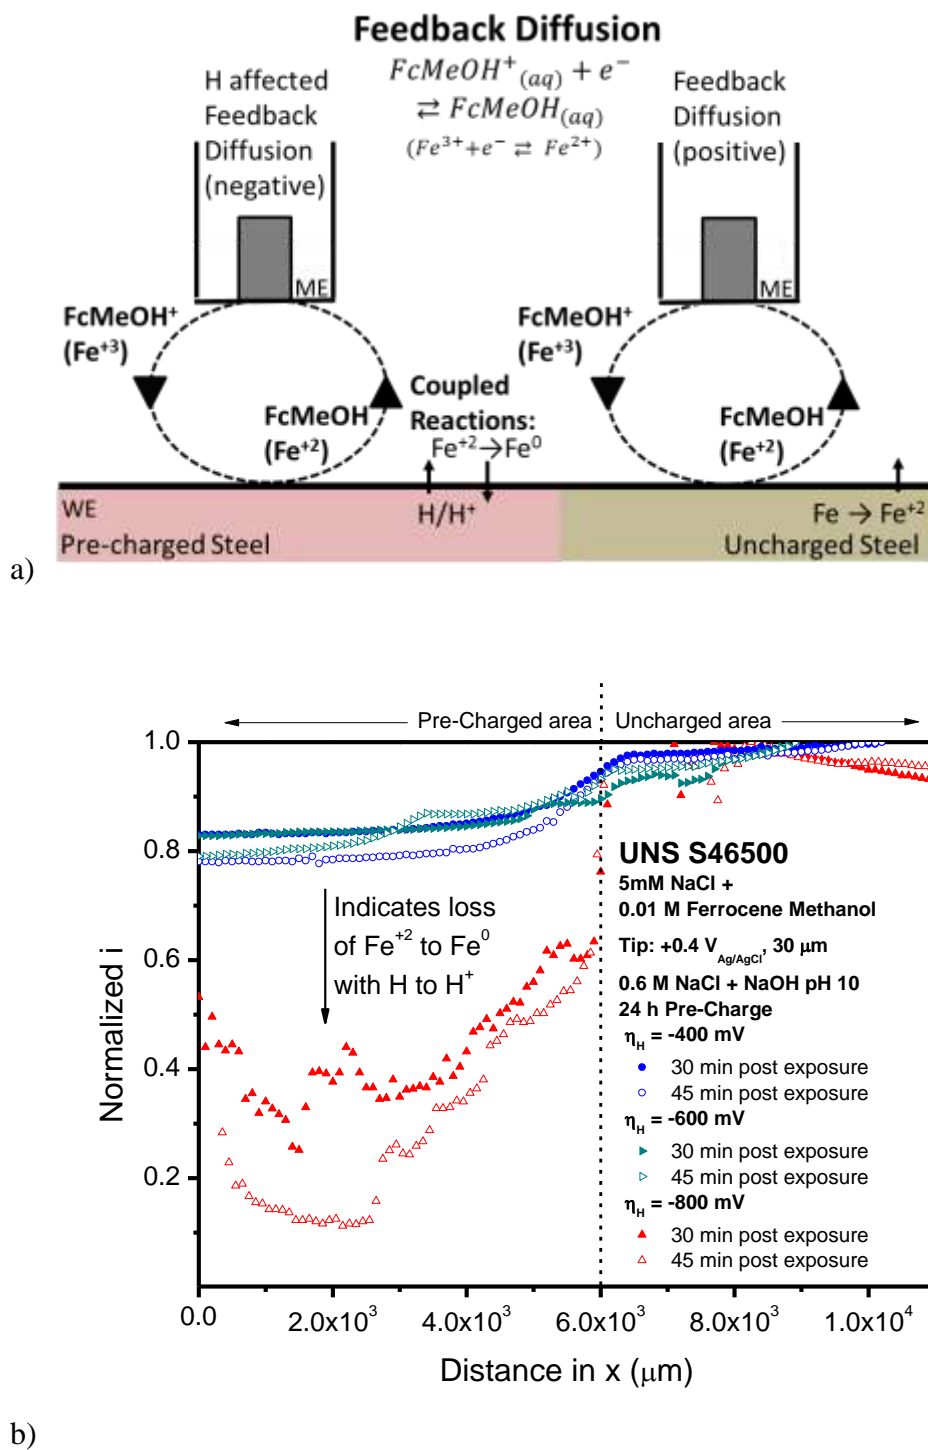 Feedback Diffusion
FcMeOH⁺₍aq₎ + e⁻
⇄ FcMeOH₍aq₎
(Fe³⁺+e⁻ ⇄ Fe²⁺)
H affected
Feedback
Diffusion
(negative)
Feedback
Diffusion
(positive)
ME
ME
FcMeOH⁺
(Fe⁺³)
FcMeOH
(Fe⁺²)
Coupled
Reactions:
Fe⁺²→Fe⁰
FcMeOH⁺
(Fe⁺³)
FcMeOH
(Fe⁺²)
WE
H/H⁺
Fe → Fe⁺²
Pre-charged Steel
Uncharged Steel
a)
Pre-Charged area
Uncharged area
1.0
0.8
0.6
0.4
0.2
Normalized i
Indicates loss
of Fe⁺² to Fe⁰
with H to H⁺
UNS S46500
5mM NaCl +
0.01 M Ferrocene Methanol
Tip: +0.4 V Ag/AgCl, 30 μm
0.6 M NaCl + NaOH pH 10
24 h Pre-Charge
η_H = -400 mV
30 min post exposure
45 min post exposure
η_H = -600 mV
30 min post exposure
45 min post exposure
η_H = -800 mV
30 min post exposure
45 min post exposure
0.0
2.0x10³
4.0x10³
6.0x10³
8.0x10³
1.0x10⁴
Distance in x (μm)
b)